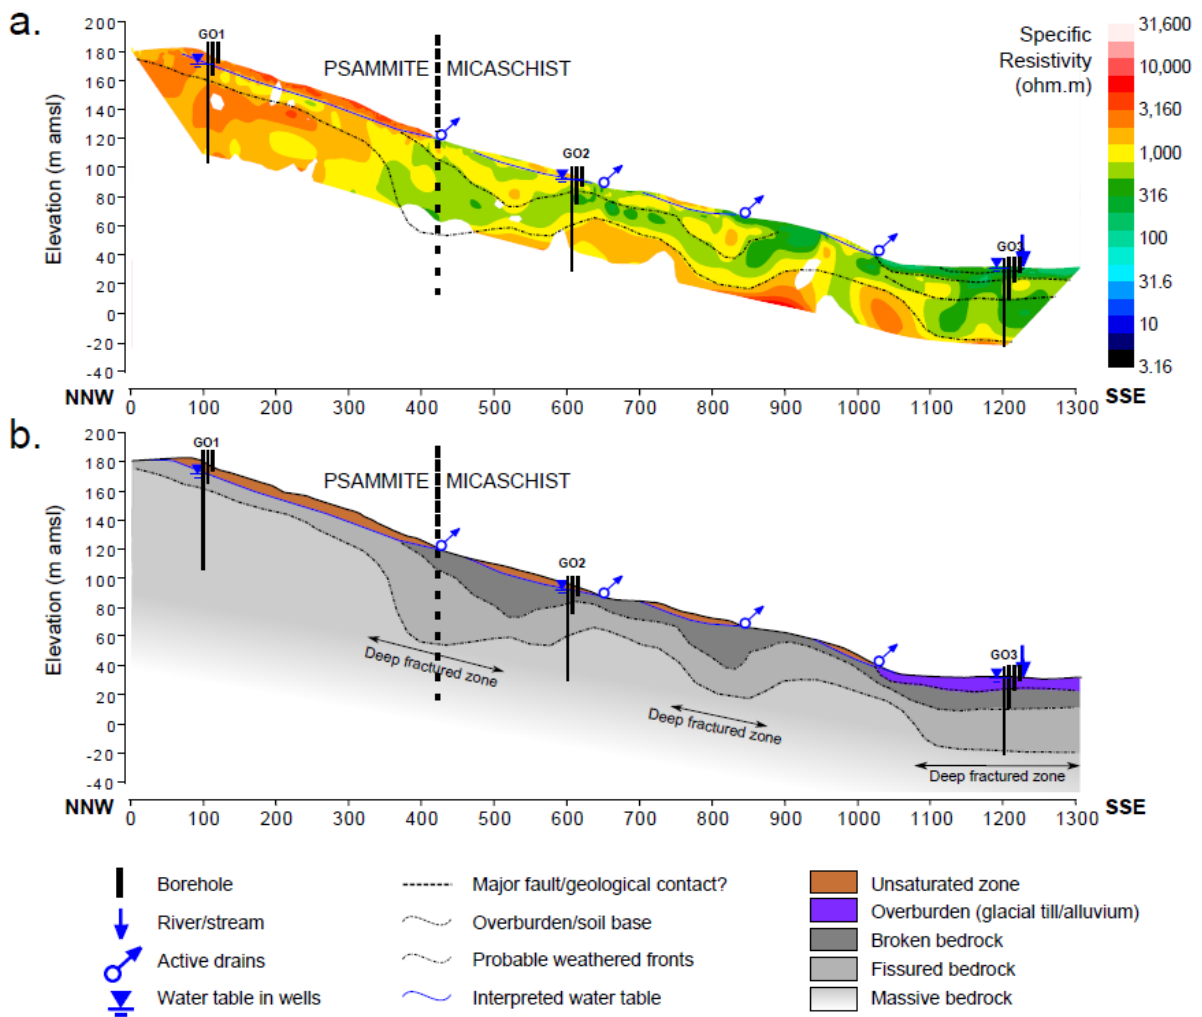 a.
200
180
160
140
120
100
80
60
40
20
0
-20
-40
Elevation (m amsl)
GO1
PSAMMITE
MICASCHIST
GO2
GO3
Specific
Resistivity
(ohm.m)
31,600
10,000
3,160
1,000
316
100
31.6
10
3.16
NNW
0 100 200 300 400 500 600 700 800 900 1000 1100 1200 1300
SSE
b.
200
180
160
140
120
100
80
60
40
20
0
-20
-40
Elevation (m amsl)
GO1
PSAMMITE
MICASCHIST
GO2
GO3
Deep fractured zone
Deep fractured zone
Deep fractured zone
NNW
0 100 200 300 400 500 600 700 800 900 1000 1100 1200 1300
SSE
Borehole
River/stream
Active drains
Water table in wells
Major fault/geological contact?
Overburden/soil base
Probable weathered fronts
Interpreted water table
Unsaturated zone
Overburden (glacial till/alluvium)
Broken bedrock
Fissured bedrock
Massive bedrock